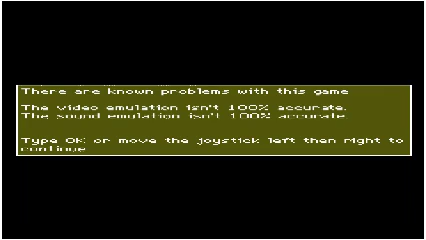 There are known problems with this game
The video emulation isn't 100% accurate.
The sound emulation isn't 100% accurate.
Type OK or move the joystick left then right to
continue